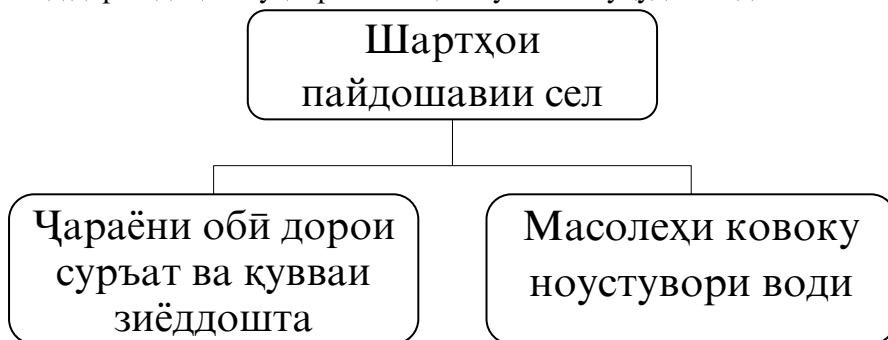 Шартҳои
пайдошавии сел
Ҷараёни обӣ дорои
суръат ва қувваи
зиёддошта
Масолеҳи ковоку
ноустувори води